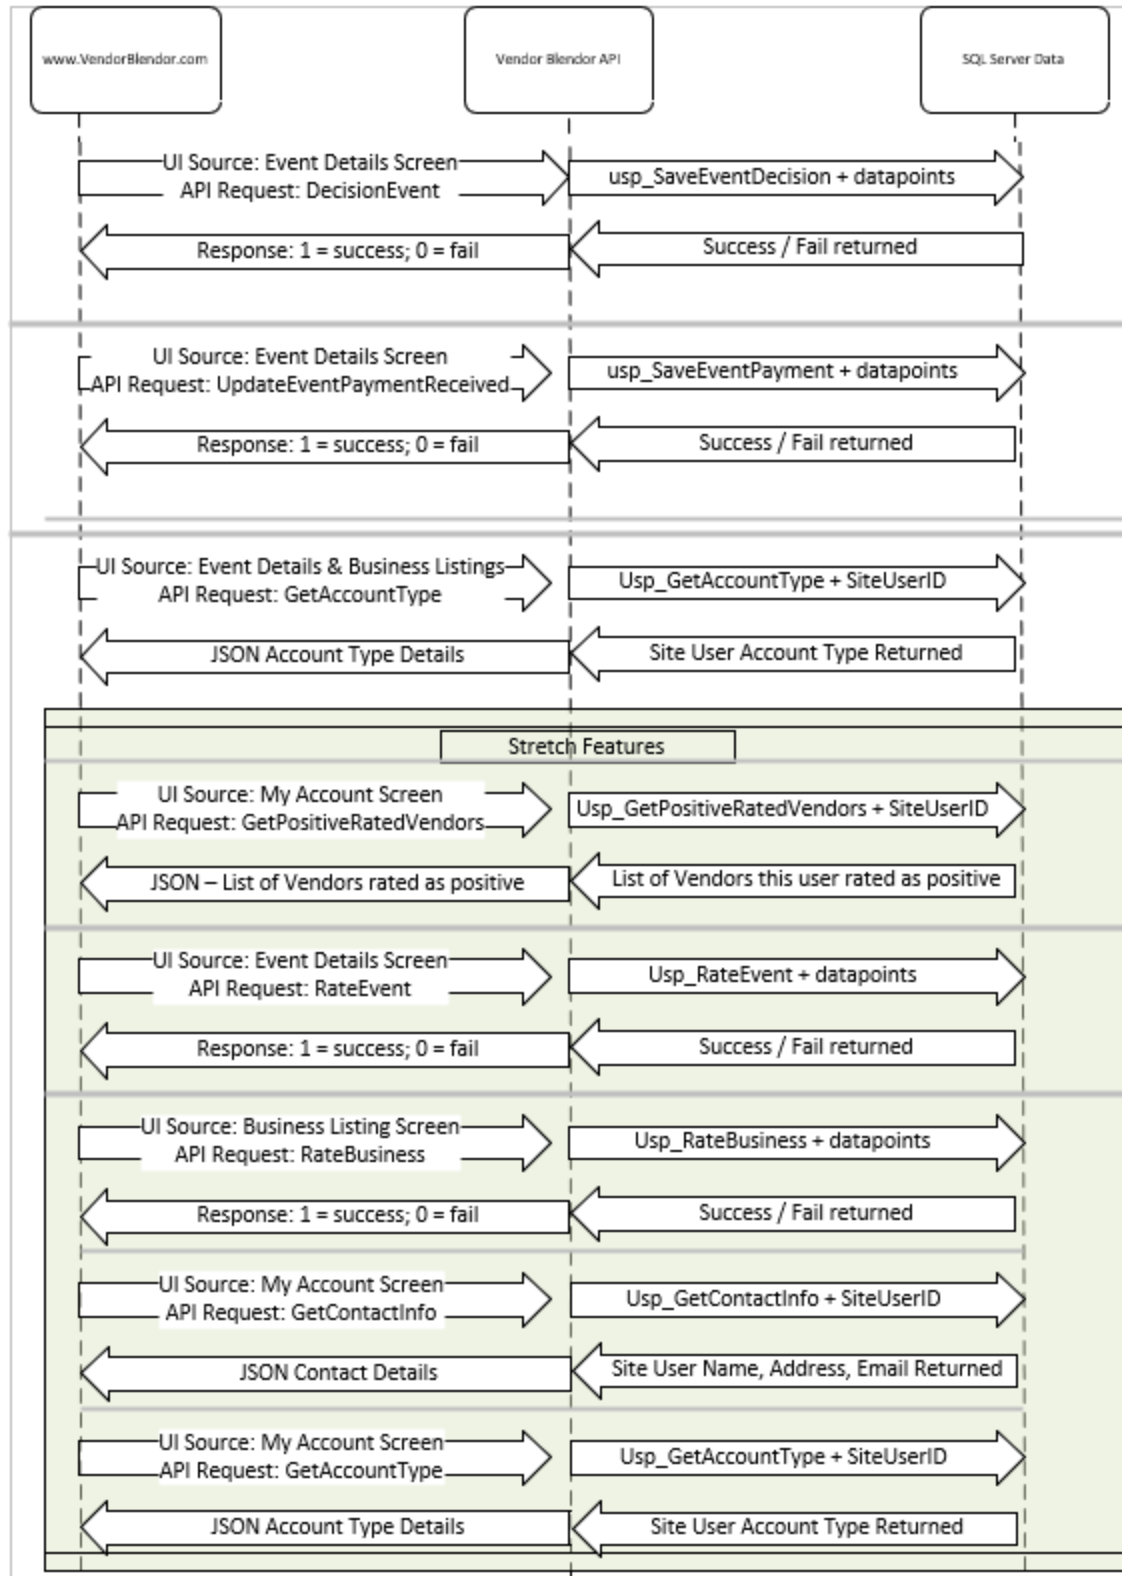 www.VendorBlendor.com
Vendor Blendor API
SQL Server Data
UI Source: Event Details Screen
API Request: DecisionEvent
usp_SaveEventDecision + datapoints
Response: 1 = success; 0 = fail
Success / Fail returned
UI Source: Event Details Screen
API Request: UpdateEventPaymentReceived
usp_SaveEventPayment + datapoints
Response: 1 = success; 0 = fail
Success / Fail returned
UI Source: Event Details & Business Listings
API Request: GetAccountType
Usp_GetAccountType + SiteUserID
JSON Account Type Details
Site User Account Type Returned
Stretch Features
UI Source: My Account Screen
API Request: GetPositiveRatedVendors
Usp_GetPositiveRatedVendors + SiteUserID
JSON – List of Vendors rated as positive
List of Vendors this user rated as positive
UI Source: Event Details Screen
API Request: RateEvent
Usp_RateEvent + datapoints
Response: 1 = success; 0 = fail
Success / Fail returned
UI Source: Business Listing Screen
API Request: RateBusiness
Usp_RateBusiness + datapoints
Response: 1 = success; 0 = fail
Success / Fail returned
UI Source: My Account Screen
API Request: GetContactInfo
Usp_GetContactInfo + SiteUserID
JSON Contact Details
Site User Name, Address, Email Returned
UI Source: My Account Screen
API Request: GetAccountType
Usp_GetAccountType + SiteUserID
JSON Account Type Details
Site User Account Type Returned